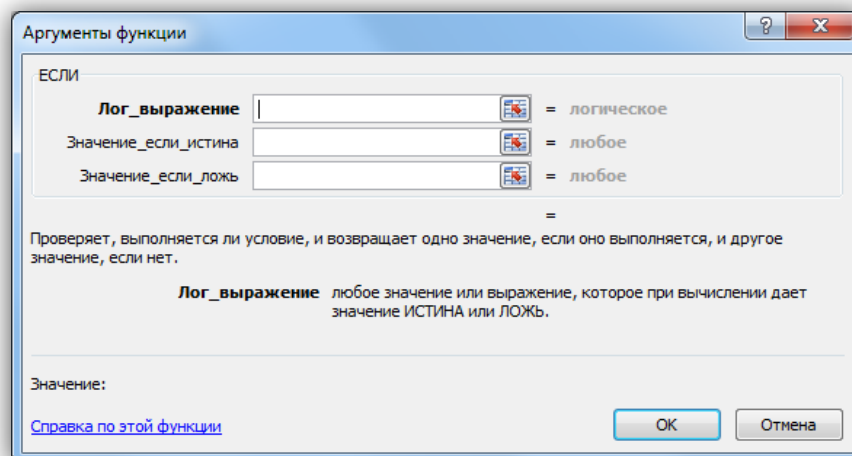 Аргументы функции
? X
ЕСЛИ
Лог_выражение = логическое
Значение_если_истина = любое
Значение_если_ложь = любое
=
Проверяет, выполняется ли условие, и возвращает одно значение, если оно выполняется, и другое
значение, если нет.
Лог_выражение любое значение или выражение, которое при вычислении дает
значение ИСТИНА или ЛОЖЬ.
Значение:
Справка по этой функции
ОК Отмена